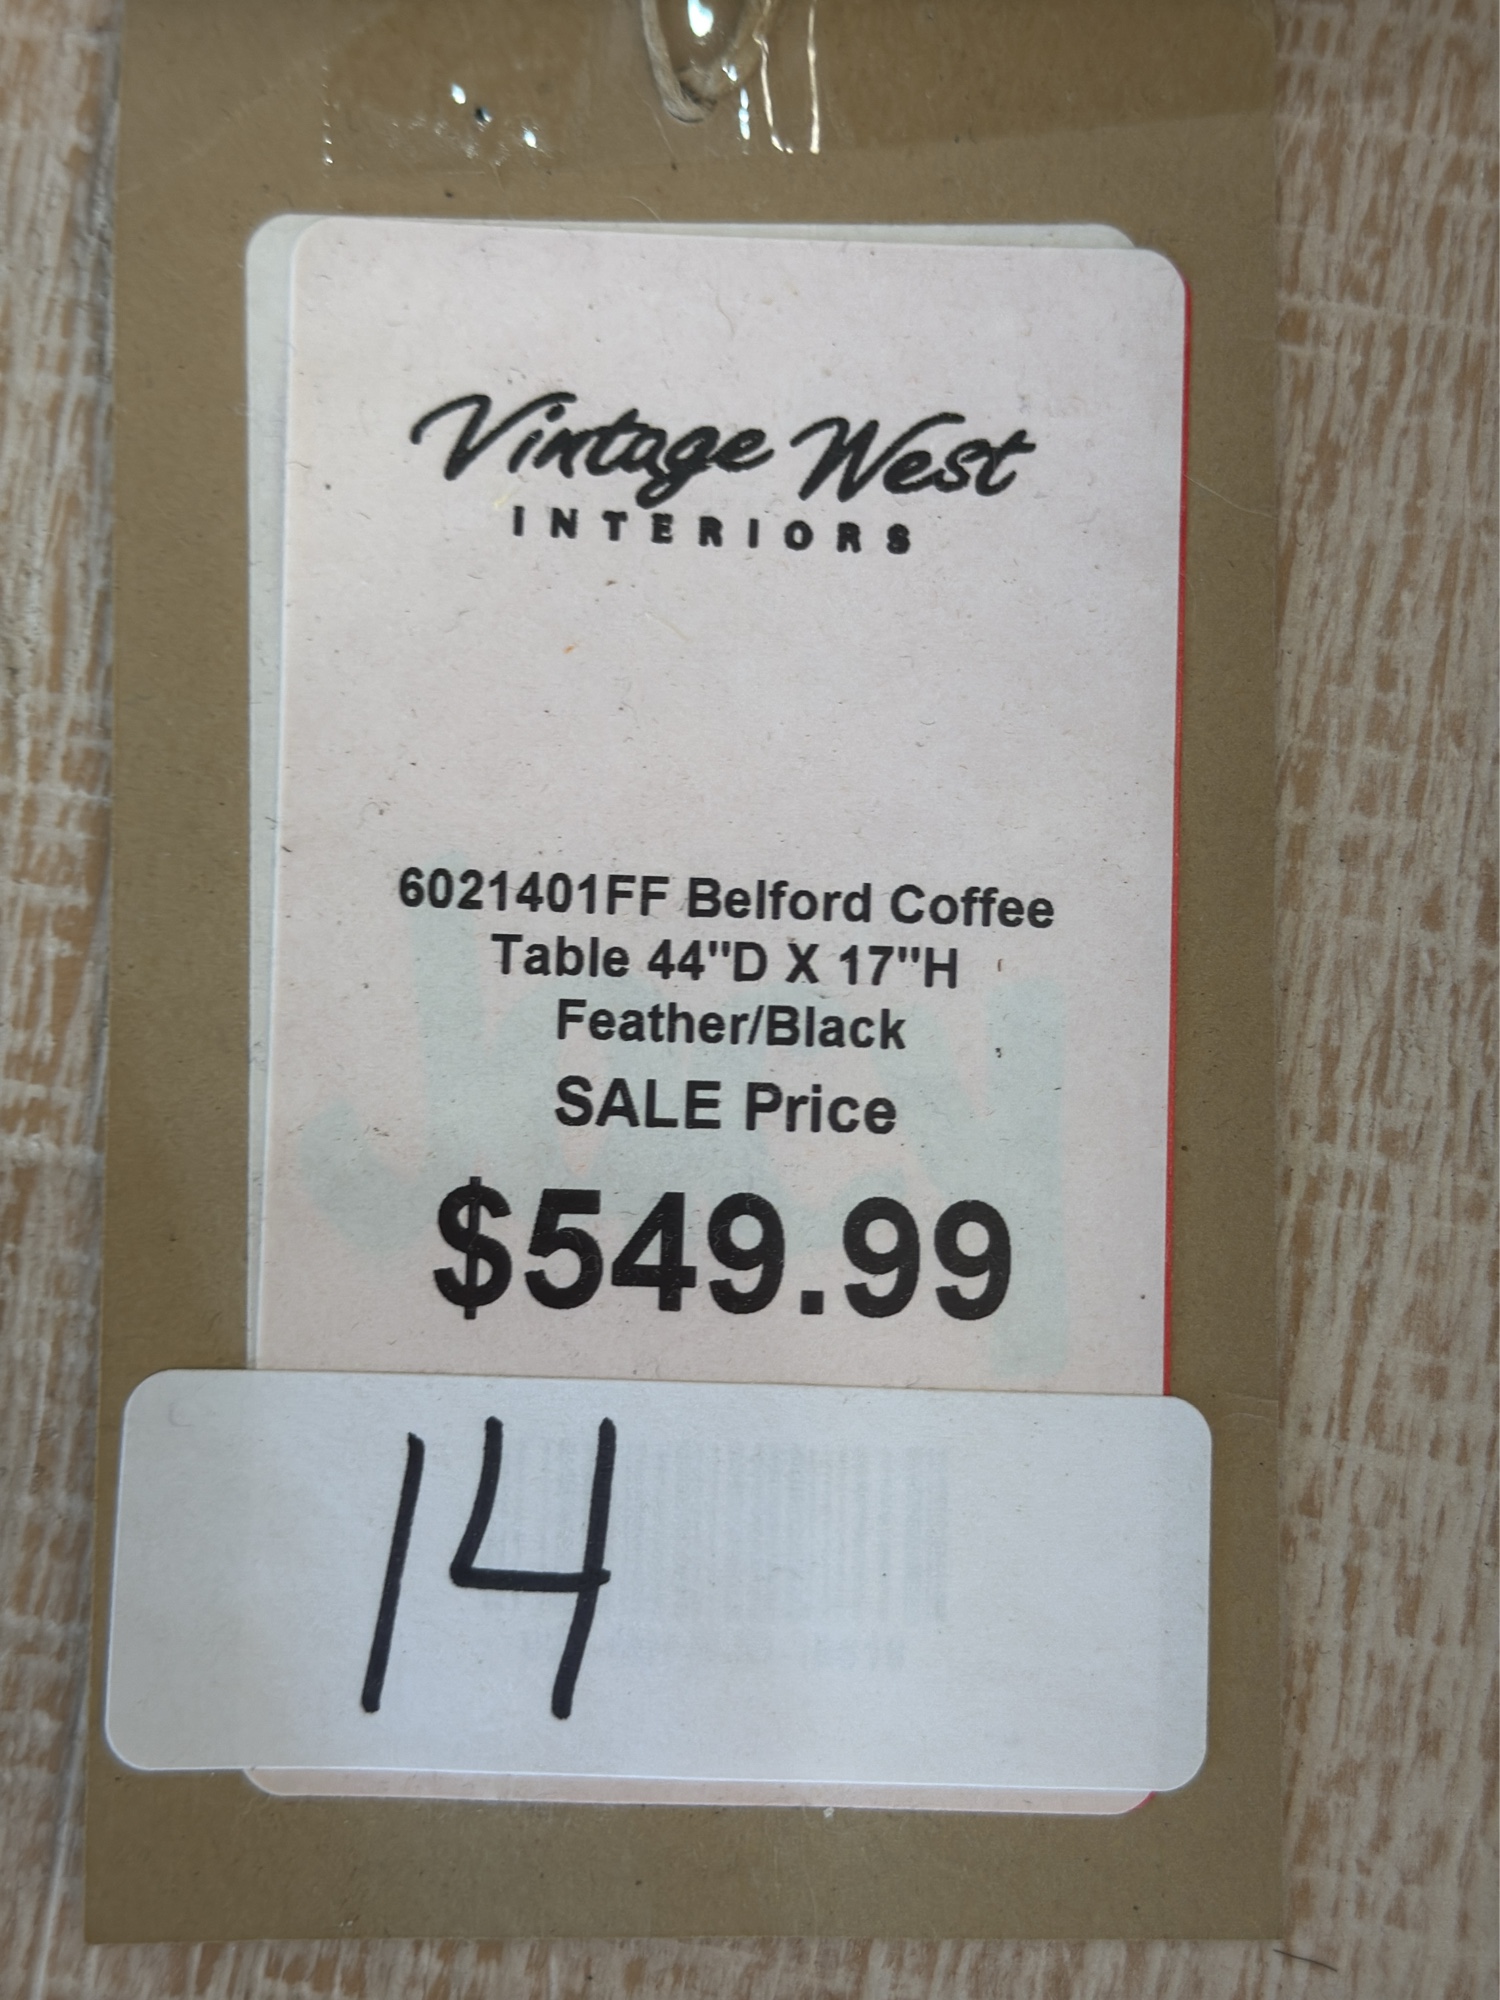 Vintage West
INTERIORS
6021401FF Belford Coffee
Table 44"D X 17"H
Feather/Black
SALE Price
$549.99
14